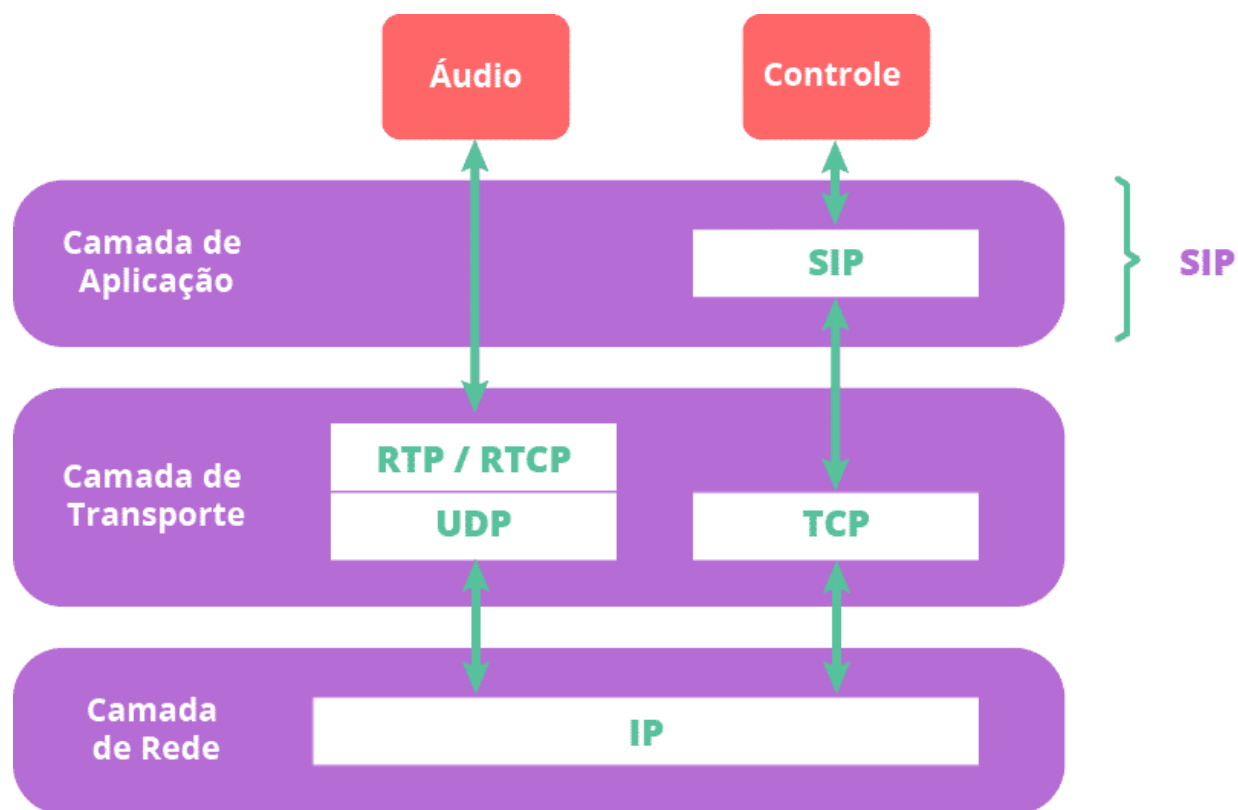 Áudio
Controle
Camada de
Aplicação
SIP
SIP
Camada de
Transporte
RTP / RTCP
UDP
TCP
Camada
de Rede
IP